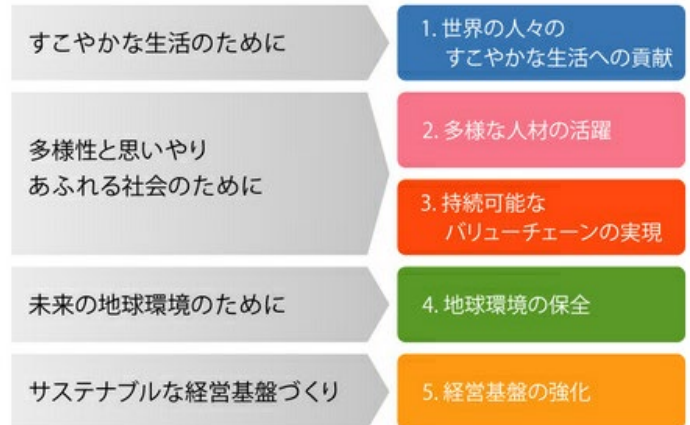 すこやかな生活のために
1. 世界の人々の
すこやかな生活への貢献
多様性と思いやり
あふれる社会のために
2. 多様な人材の活躍
3. 持続可能な
バリューチェーンの実現
未来の地球環境のために
4. 地球環境の保全
サステナブルな経営基盤づくり
5. 経営基盤の強化